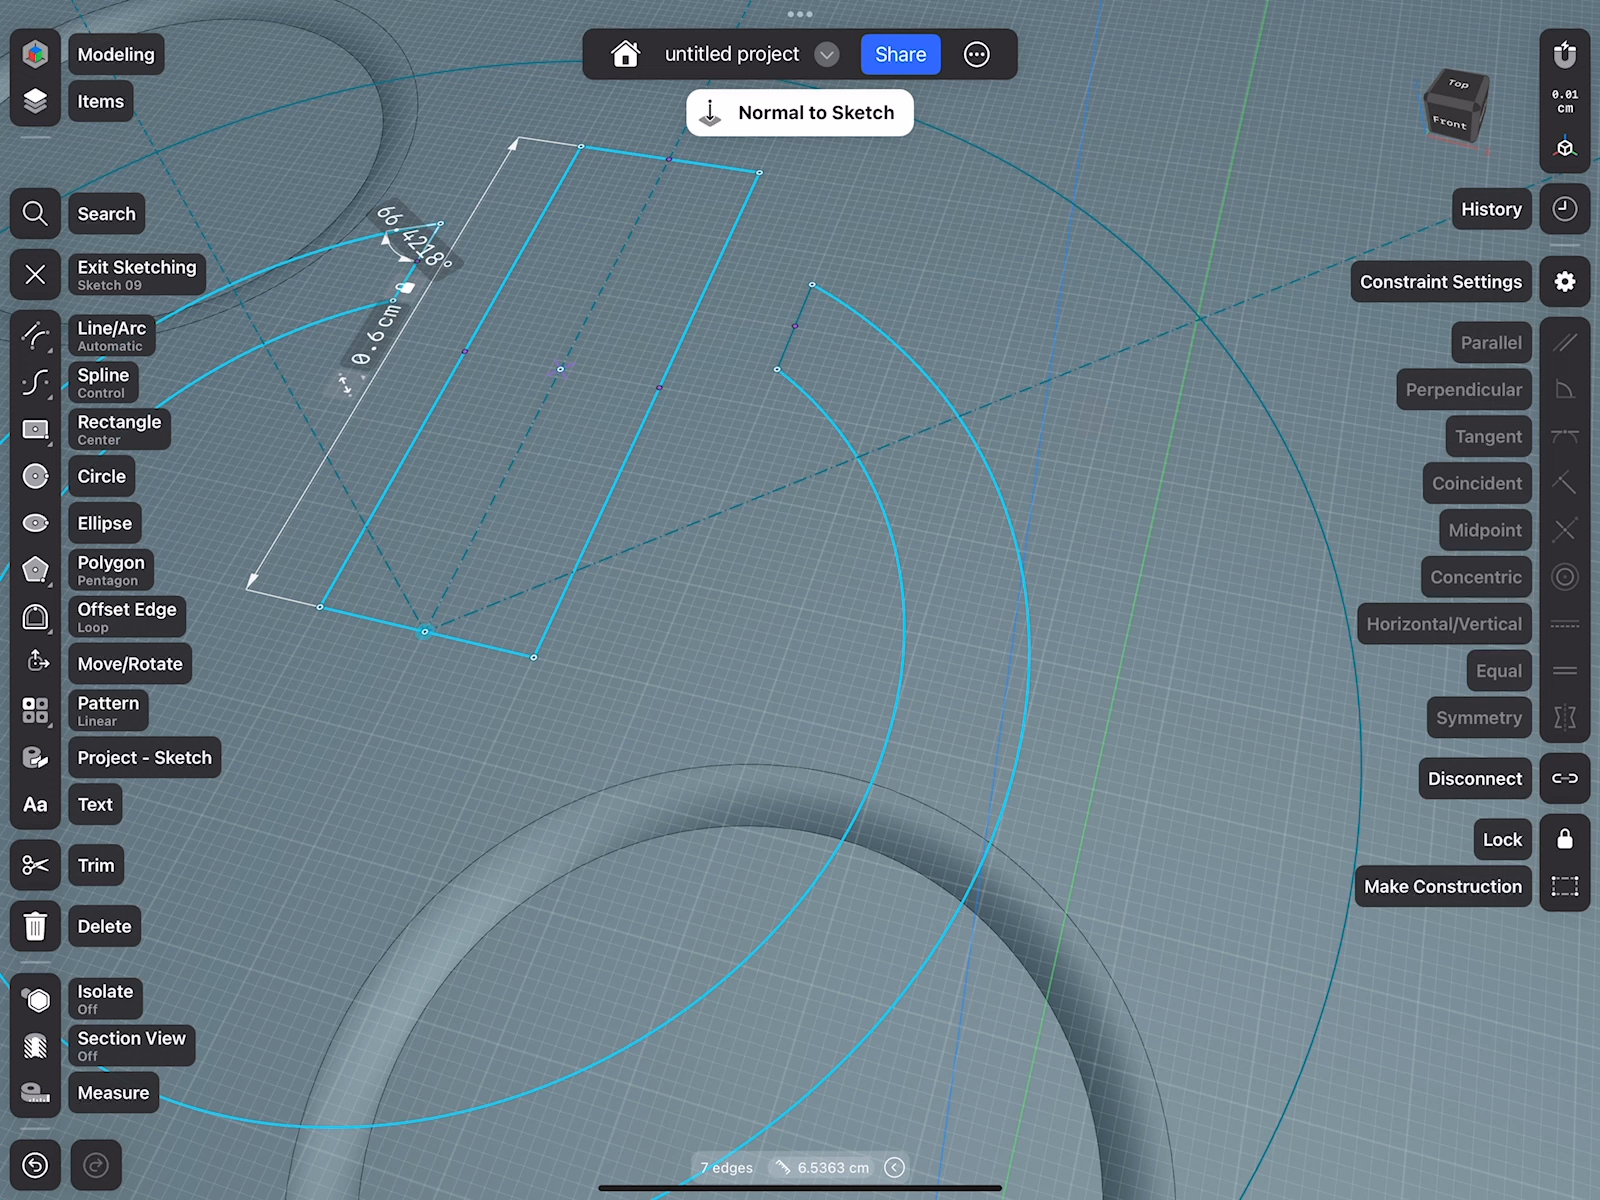 Modeling
Items
untitled project
Share
Normal to Sketch
Top
Front
0.01
cm
Search
Exit Sketching
Sketch 09
Line/Arc
Automatic
Spline
Control
Rectangle
Center
Circle
Ellipse
Polygon
Pentagon
Offset Edge
Loop
Move/Rotate
Pattern
Linear
Project - Sketch
Aa
Text
Trim
Delete
Isolate
Off
Section View
Off
Measure
66.4218°
0.6 cm
History
Constraint Settings
Parallel
Perpendicular
Tangent
Coincident
Midpoint
Concentric
Horizontal/Vertical
Equal
Symmetry
Disconnect
Lock
Make Construction
7 edges
6.5363 cm